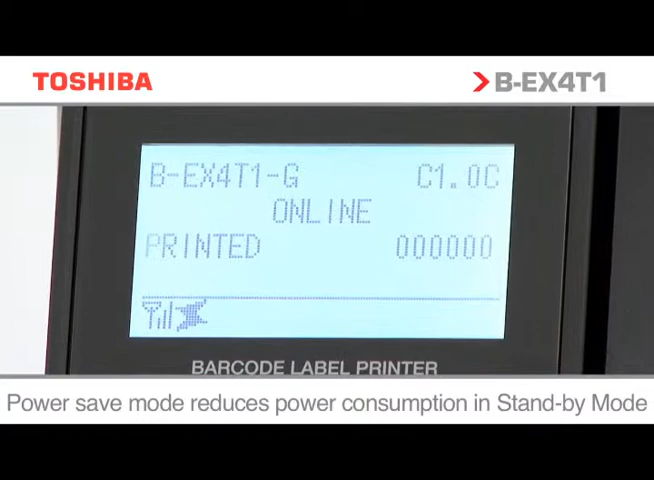 TOSHIBA
B-EX4T1
B-EX4T1-G C1.0C
ONLINE
PRINTED 000000
BARCODE LABEL PRINTER
Power save mode reduces power consumption in Stand-by Mode